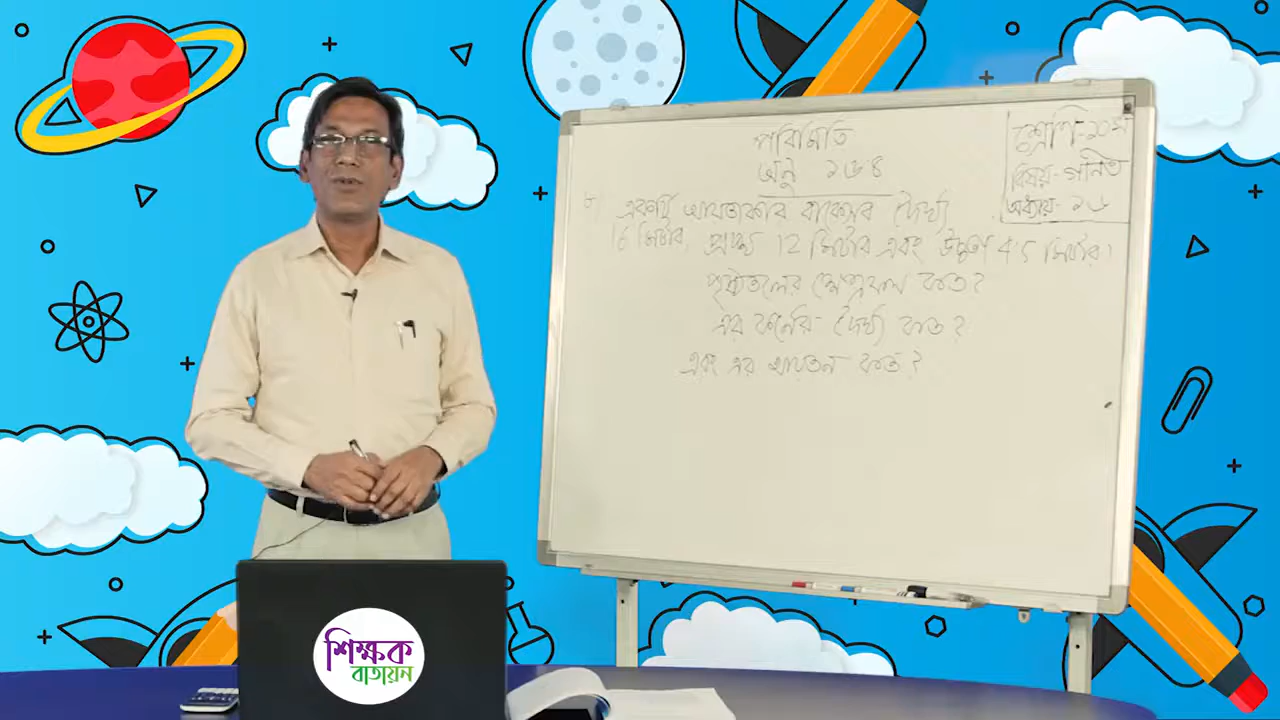 পরিমিতি
অনু ১৬.৪
শ্রেণি-১০ম
বিষয়-গণিত
অধ্যায়-১৬
৮। একটি আয়তাকার বাক্সের দৈর্ঘ্য
16 মিটার, প্রস্থ 12 মিটার এবং উচ্চতা 4.5 মিটার।
পৃষ্ঠতলের ক্ষেত্রফল কত?
এর কর্ণের দৈর্ঘ্য কত?
এবং এর আয়তন কত?
শিক্ষক
বাতায়ন